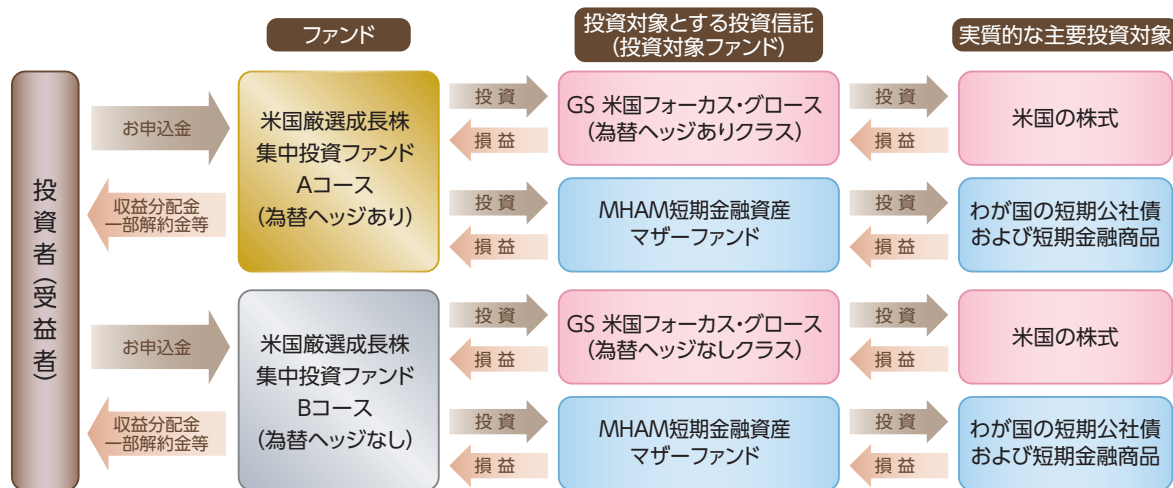 ファンド
投資対象とする投資信託
(投資対象ファンド)
実質的な主要投資対象
投資者(受益者)
お申込金
収益分配金
一部解約金等
米国厳選成長株
集中投資ファンド
Aコース
(為替ヘッジあり)
投資
損益
GS 米国フォーカス・グロース
(為替ヘッジありクラス)
投資
損益
米国の株式
投資
損益
MHAM短期金融資産
マザーファンド
投資
損益
わが国の短期公社債
および短期金融商品
お申込金
収益分配金
一部解約金等
米国厳選成長株
集中投資ファンド
Bコース
(為替ヘッジなし)
投資
損益
GS 米国フォーカス・グロース
(為替ヘッジなしクラス)
投資
損益
米国の株式
投資
損益
MHAM短期金融資産
マザーファンド
投資
損益
わが国の短期公社債
および短期金融商品